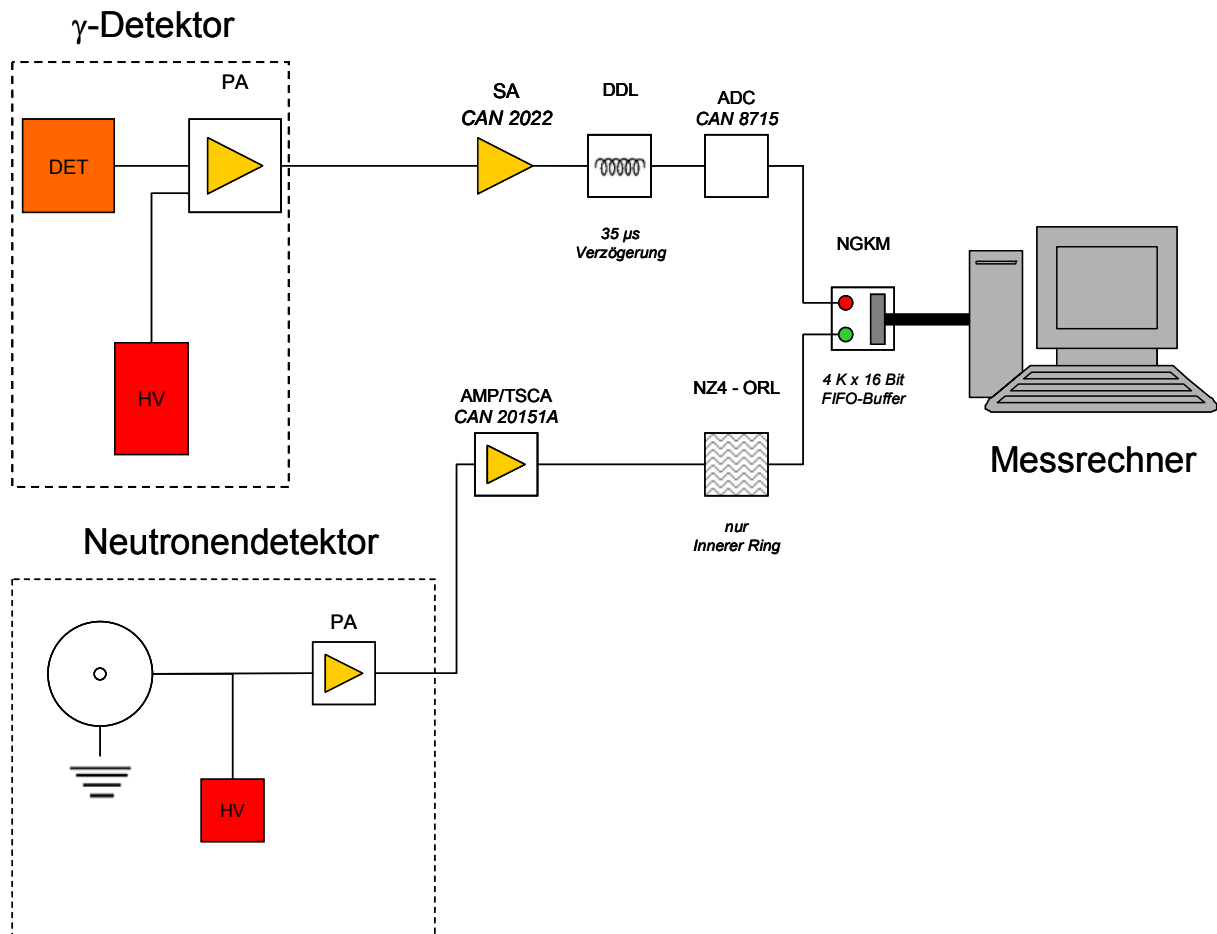 γ-Detektor
PA
DET
HV
SA
CAN 2022
DDL
35 µs
Verzögerung
ADC
CAN 8715
NGKM
4 K x 16 Bit
FIFO-Buffer
AMP/TSCA
CAN 20151A
NZ4 - ORL
nur
Innerer Ring
Messrechner
Neutronendetektor
PA
HV